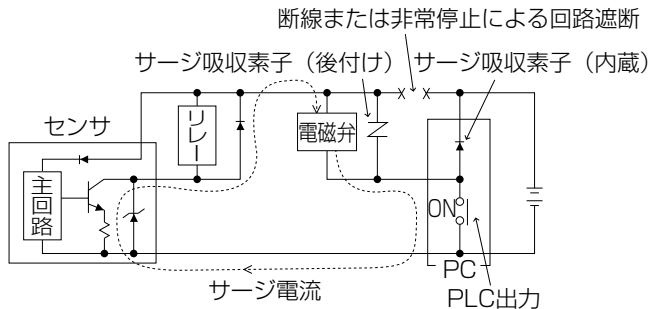 断線または非常停止による回路遮断
サージ吸収素子（後付け）
サージ吸収素子（内蔵）
センサ
リレー
電磁弁
主回路
ON
PC
サージ電流
PLC出力